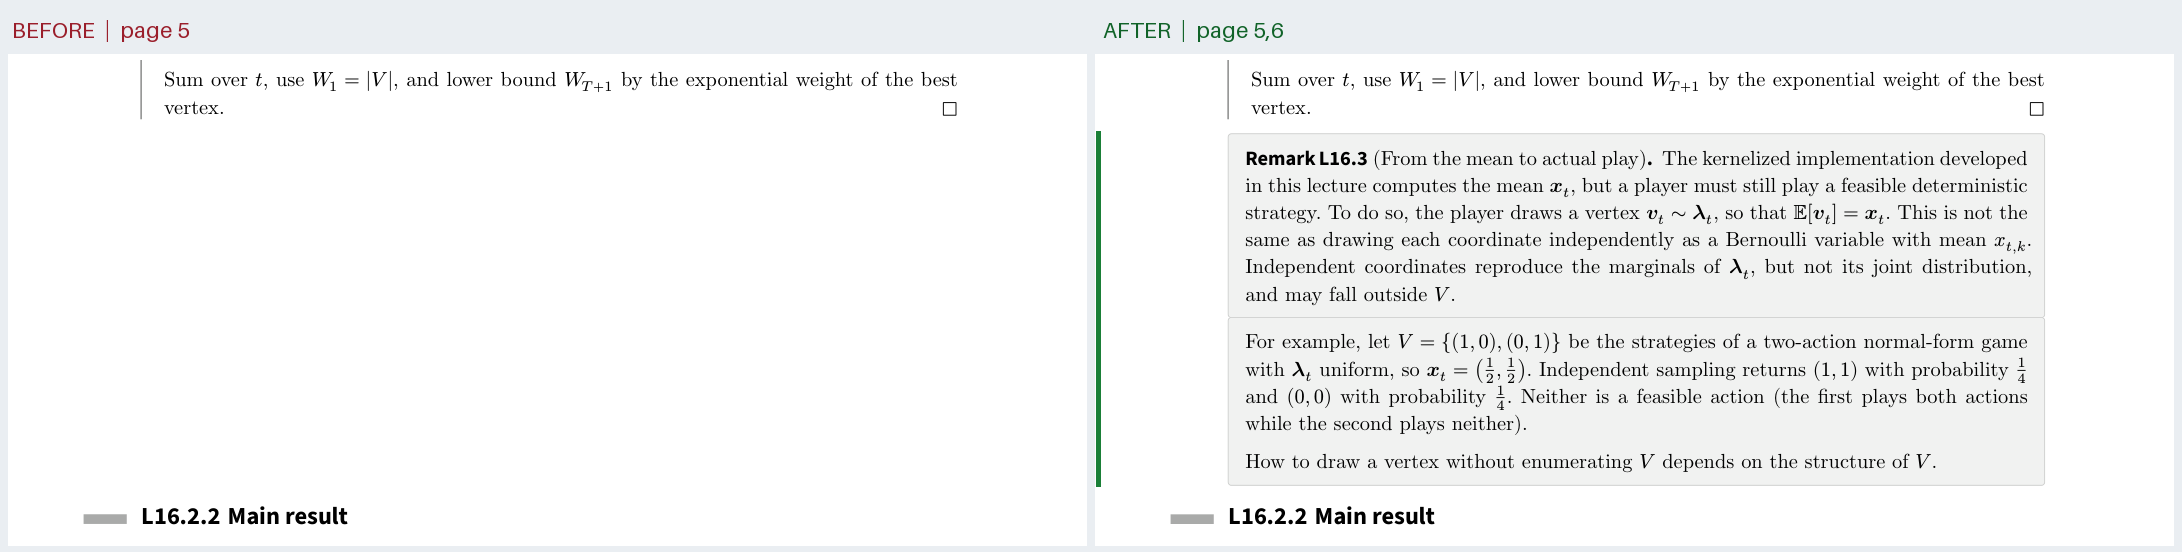 BEFORE | page 5
Sum over t, use W₁ = |V|, and lower bound W_{T+1} by the exponential weight of the best
vertex. □
L16.2.2 Main result
AFTER | page 5,6
Sum over t, use W₁ = |V|, and lower bound W_{T+1} by the exponential weight of the best
vertex. □
Remark L16.3 (From the mean to actual play). The kernelized implementation developed
in this lecture computes the mean 𝒙_t, but a player must still play a feasible deterministic
strategy. To do so, the player draws a vertex 𝒗_t ∼ 𝝀_t, so that 𝔼[𝒗_t] = 𝒙_t. This is not the
same as drawing each coordinate independently as a Bernoulli variable with mean x_{t,k}.
Independent coordinates reproduce the marginals of 𝝀_t, but not its joint distribution,
and may fall outside V.
For example, let V = {(1, 0), (0, 1)} be the strategies of a two-action normal-form game
with 𝝀_t uniform, so 𝒙_t = (1/2, 1/2). Independent sampling returns (1, 1) with probability 1/4
and (0, 0) with probability 1/4. Neither is a feasible action (the first plays both actions
while the second plays neither).
How to draw a vertex without enumerating V depends on the structure of V.
L16.2.2 Main result